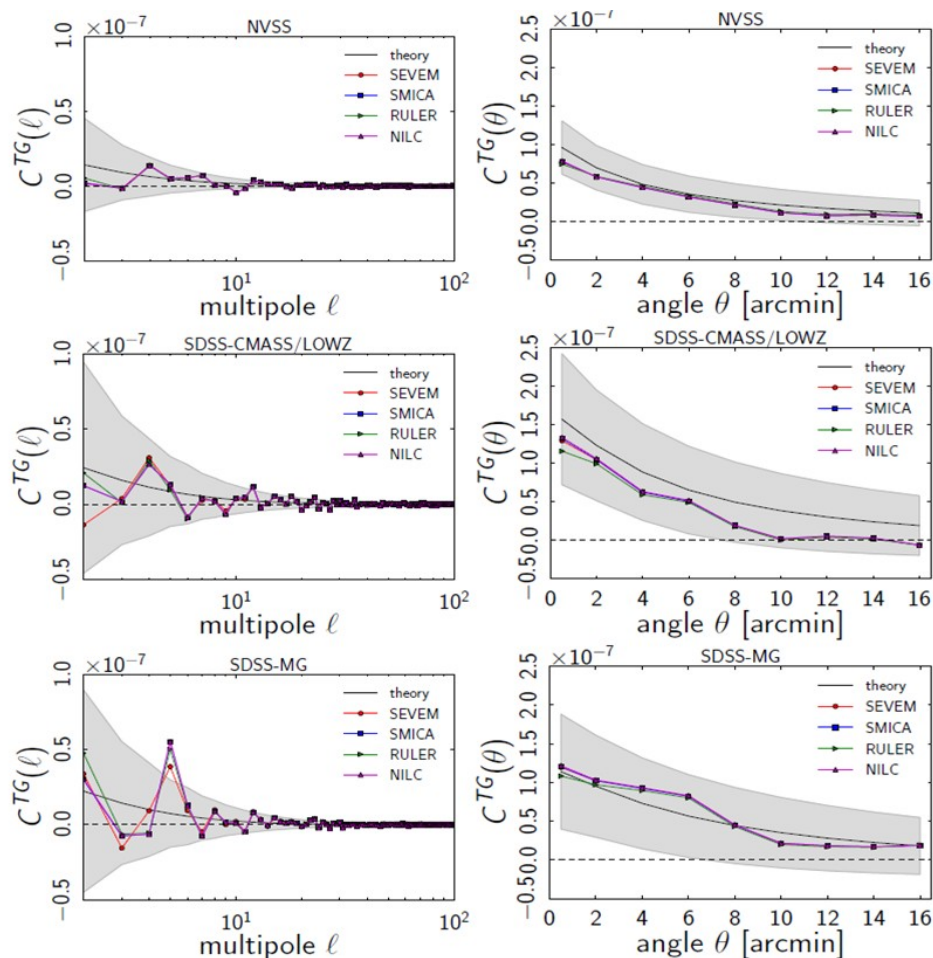 NVSS
×10⁻⁷
1.0
0.5
0.0
−0.5
C^{TG}(ℓ)
theory
SEVEM
SMICA
RULER
NILC
10¹
10²
multipole ℓ
NVSS
×10⁻⁷
2.5
2.0
1.5
1.0
0.5
0.0
−0.5
C^{TG}(θ)
theory
SEVEM
SMICA
RULER
NILC
0 2 4 6 8 10 12 14 16
angle θ [arcmin]
SDSS-CMASS/LOWZ
×10⁻⁷
1.0
0.5
0.0
−0.5
C^{TG}(ℓ)
theory
SEVEM
SMICA
RULER
NILC
10¹
10²
multipole ℓ
SDSS-CMASS/LOWZ
×10⁻⁷
2.5
2.0
1.5
1.0
0.5
0.0
−0.5
C^{TG}(θ)
theory
SEVEM
SMICA
RULER
NILC
0 2 4 6 8 10 12 14 16
angle θ [arcmin]
SDSS-MG
×10⁻⁷
1.0
0.5
0.0
−0.5
C^{TG}(ℓ)
theory
SEVEM
SMICA
RULER
NILC
10¹
10²
multipole ℓ
SDSS-MG
×10⁻⁷
2.5
2.0
1.5
1.0
0.5
0.0
−0.5
C^{TG}(θ)
theory
SEVEM
SMICA
RULER
NILC
0 2 4 6 8 10 12 14 16
angle θ [arcmin]